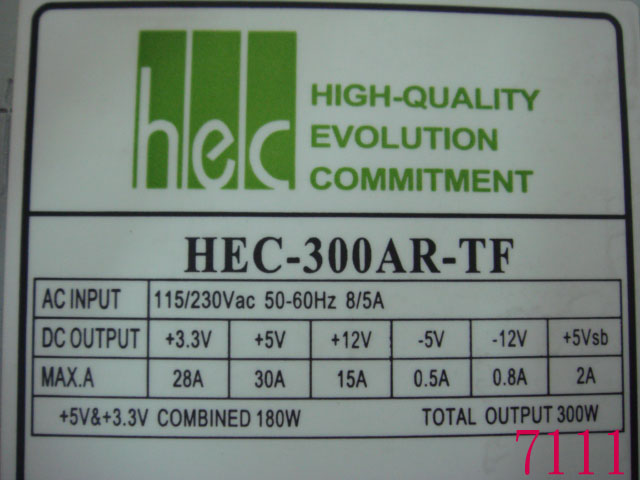 hec
HIGH-QUALITY
EVOLUTION
COMMITMENT
HEC-300AR-TF
AC INPUT 115/230Vac 50-60Hz 8/5A
DC OUTPUT +3.3V +5V +12V -5V -12V +5Vsb
MAX.A 28A 30A 15A 0.5A 0.8A 2A
+5V&+3.3V COMBINED 180W TOTAL OUTPUT 300W
7111